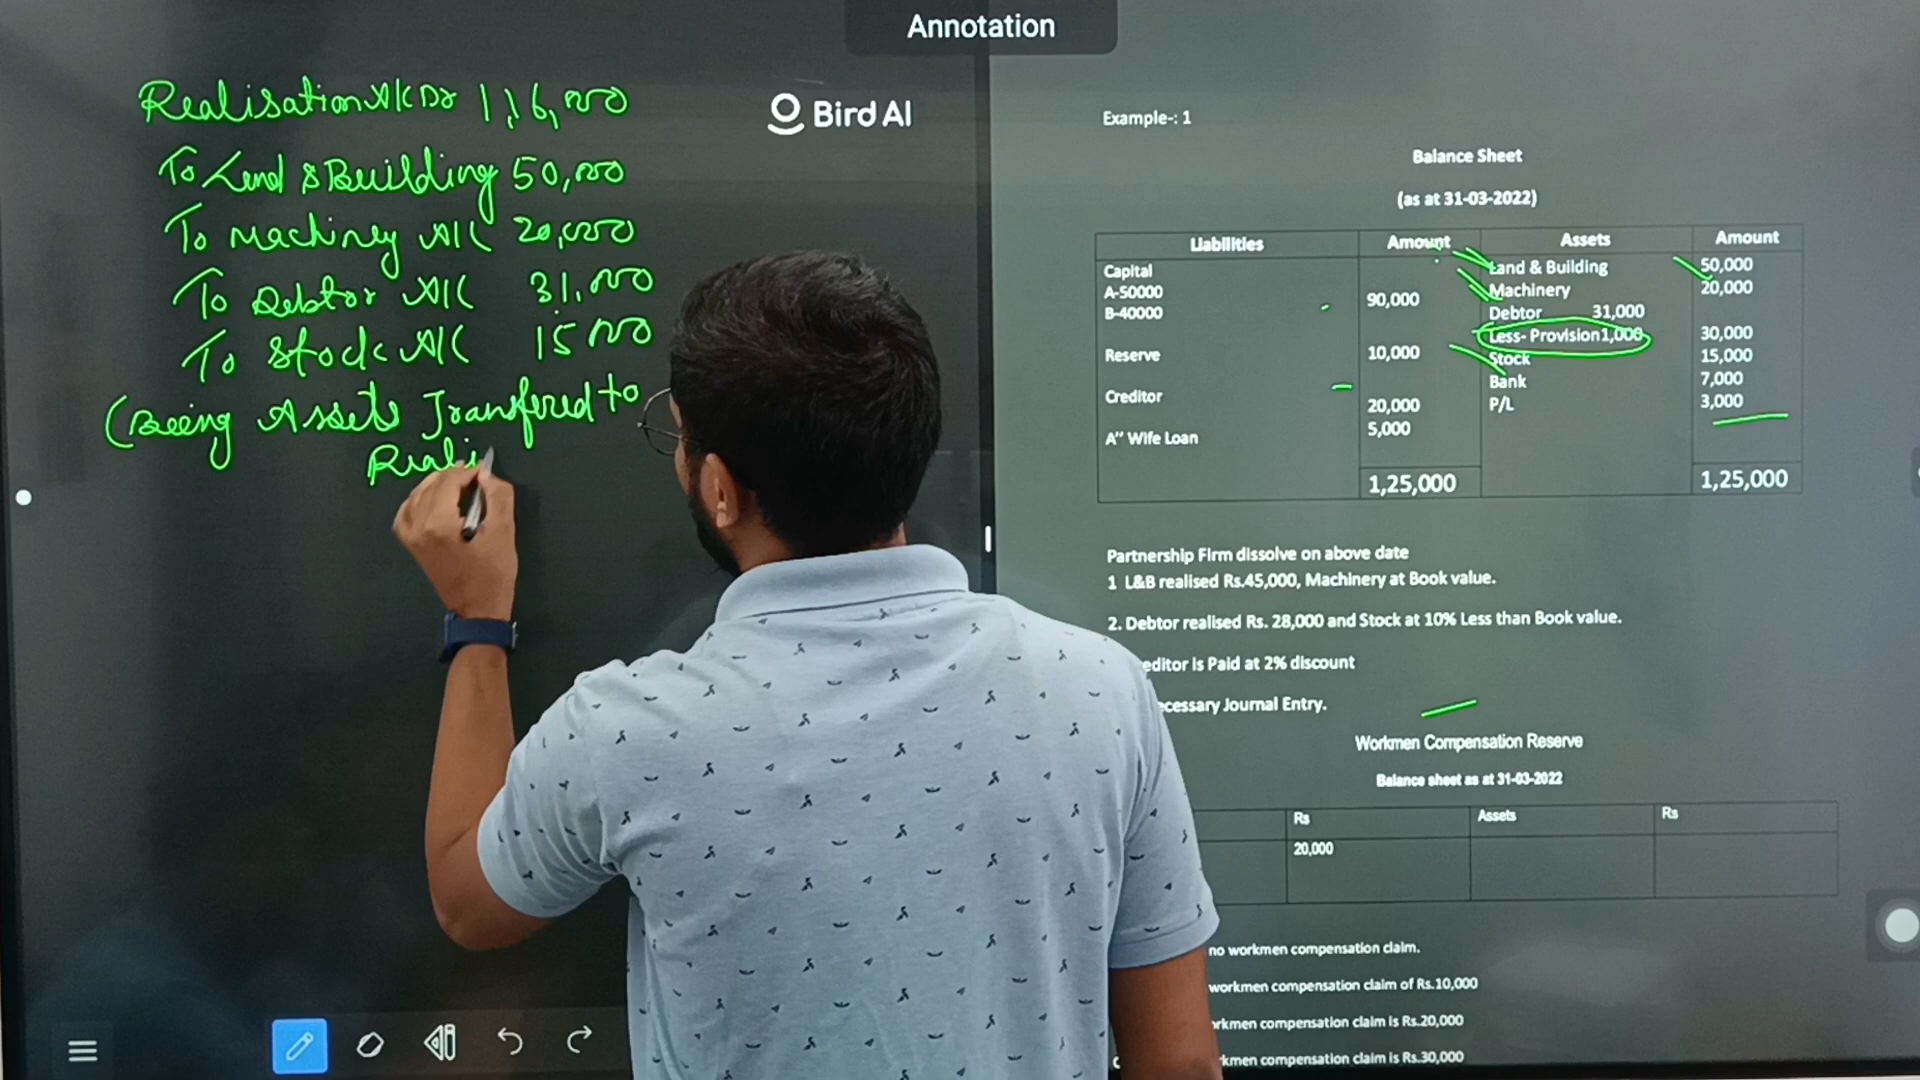 Annotation
Realisation A/C Dr 1,16,000
To Land & Building 50,000
To Machiney A/C 20,000
To Debtor A/C 31,000
To Stock A/C 15000
(Being Assets Transfered to
Reali
Bird AI
Example-: 1
Balance Sheet
(as at 31-03-2022)
Liabilities Amount Assets Amount
Capital Land & Building 50,000
A-50000 90,000 Machinery 20,000
B-40000 Debtor 31,000
Less- Provision1,000 30,000
Reserve 10,000 Stock 15,000
Bank 7,000
Creditor 20,000 P/L 3,000
A'' Wife Loan 5,000
1,25,000 1,25,000
Partnership Firm dissolve on above date
1 L&B realised Rs.45,000, Machinery at Book value.
2. Debtor realised Rs. 28,000 and Stock at 10% Less than Book value.
editor is Paid at 2% discount
ecessary Journal Entry.
Workmen Compensation Reserve
Balance sheet as at 31-03-2022
Rs Assets Rs
20,000
no workmen compensation claim.
workmen compensation claim of Rs.10,000
rkmen compensation claim is Rs.20,000
kmen compensation claim is Rs.30,000